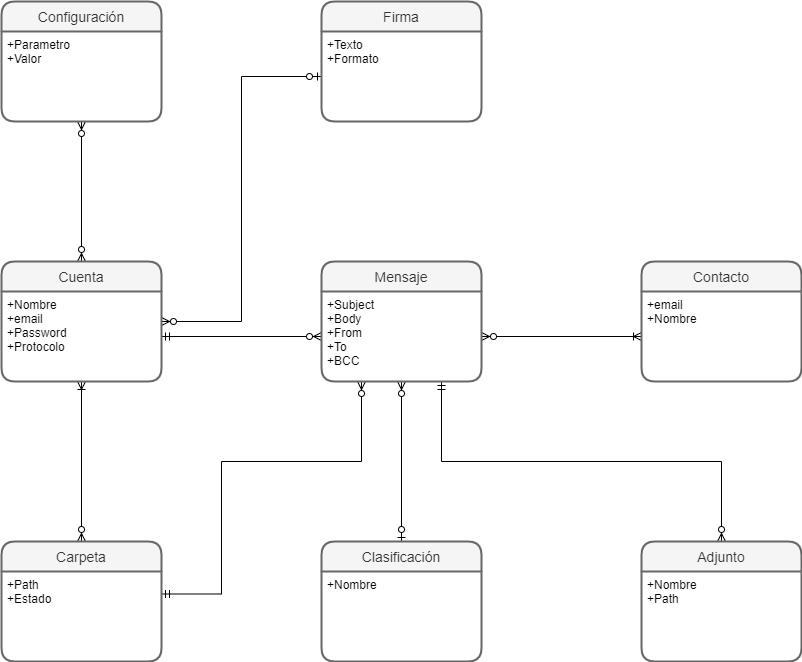 Configuración
+Parametro
+Valor
Firma
+Texto
+Formato
Cuenta
+Nombre
+email
+Password
+Protocolo
Mensaje
+Subject
+Body
+From
+To
+BCC
Contacto
+email
+Nombre
Carpeta
+Path
+Estado
Clasificación
+Nombre
Adjunto
+Nombre
+Path